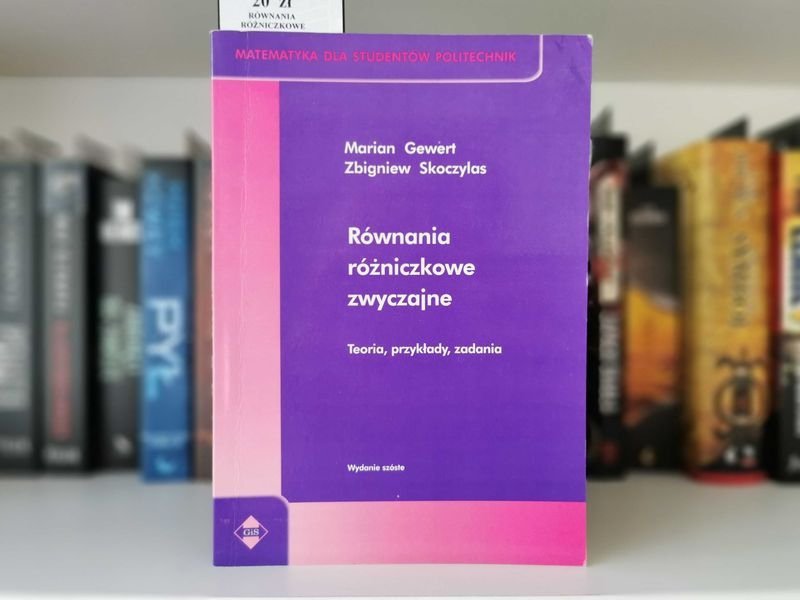 20 zł
RÓWNANIA
RÓŻNICZKOWE
MATEMATYKA DLA STUDENTÓW POLITECHNIK
Marian Gewert
Zbigniew Skoczylas
Równania
różniczkowe
zwyczajne
Teoria, przykłady, zadania
Wydanie szóste
GiS
PYŁ